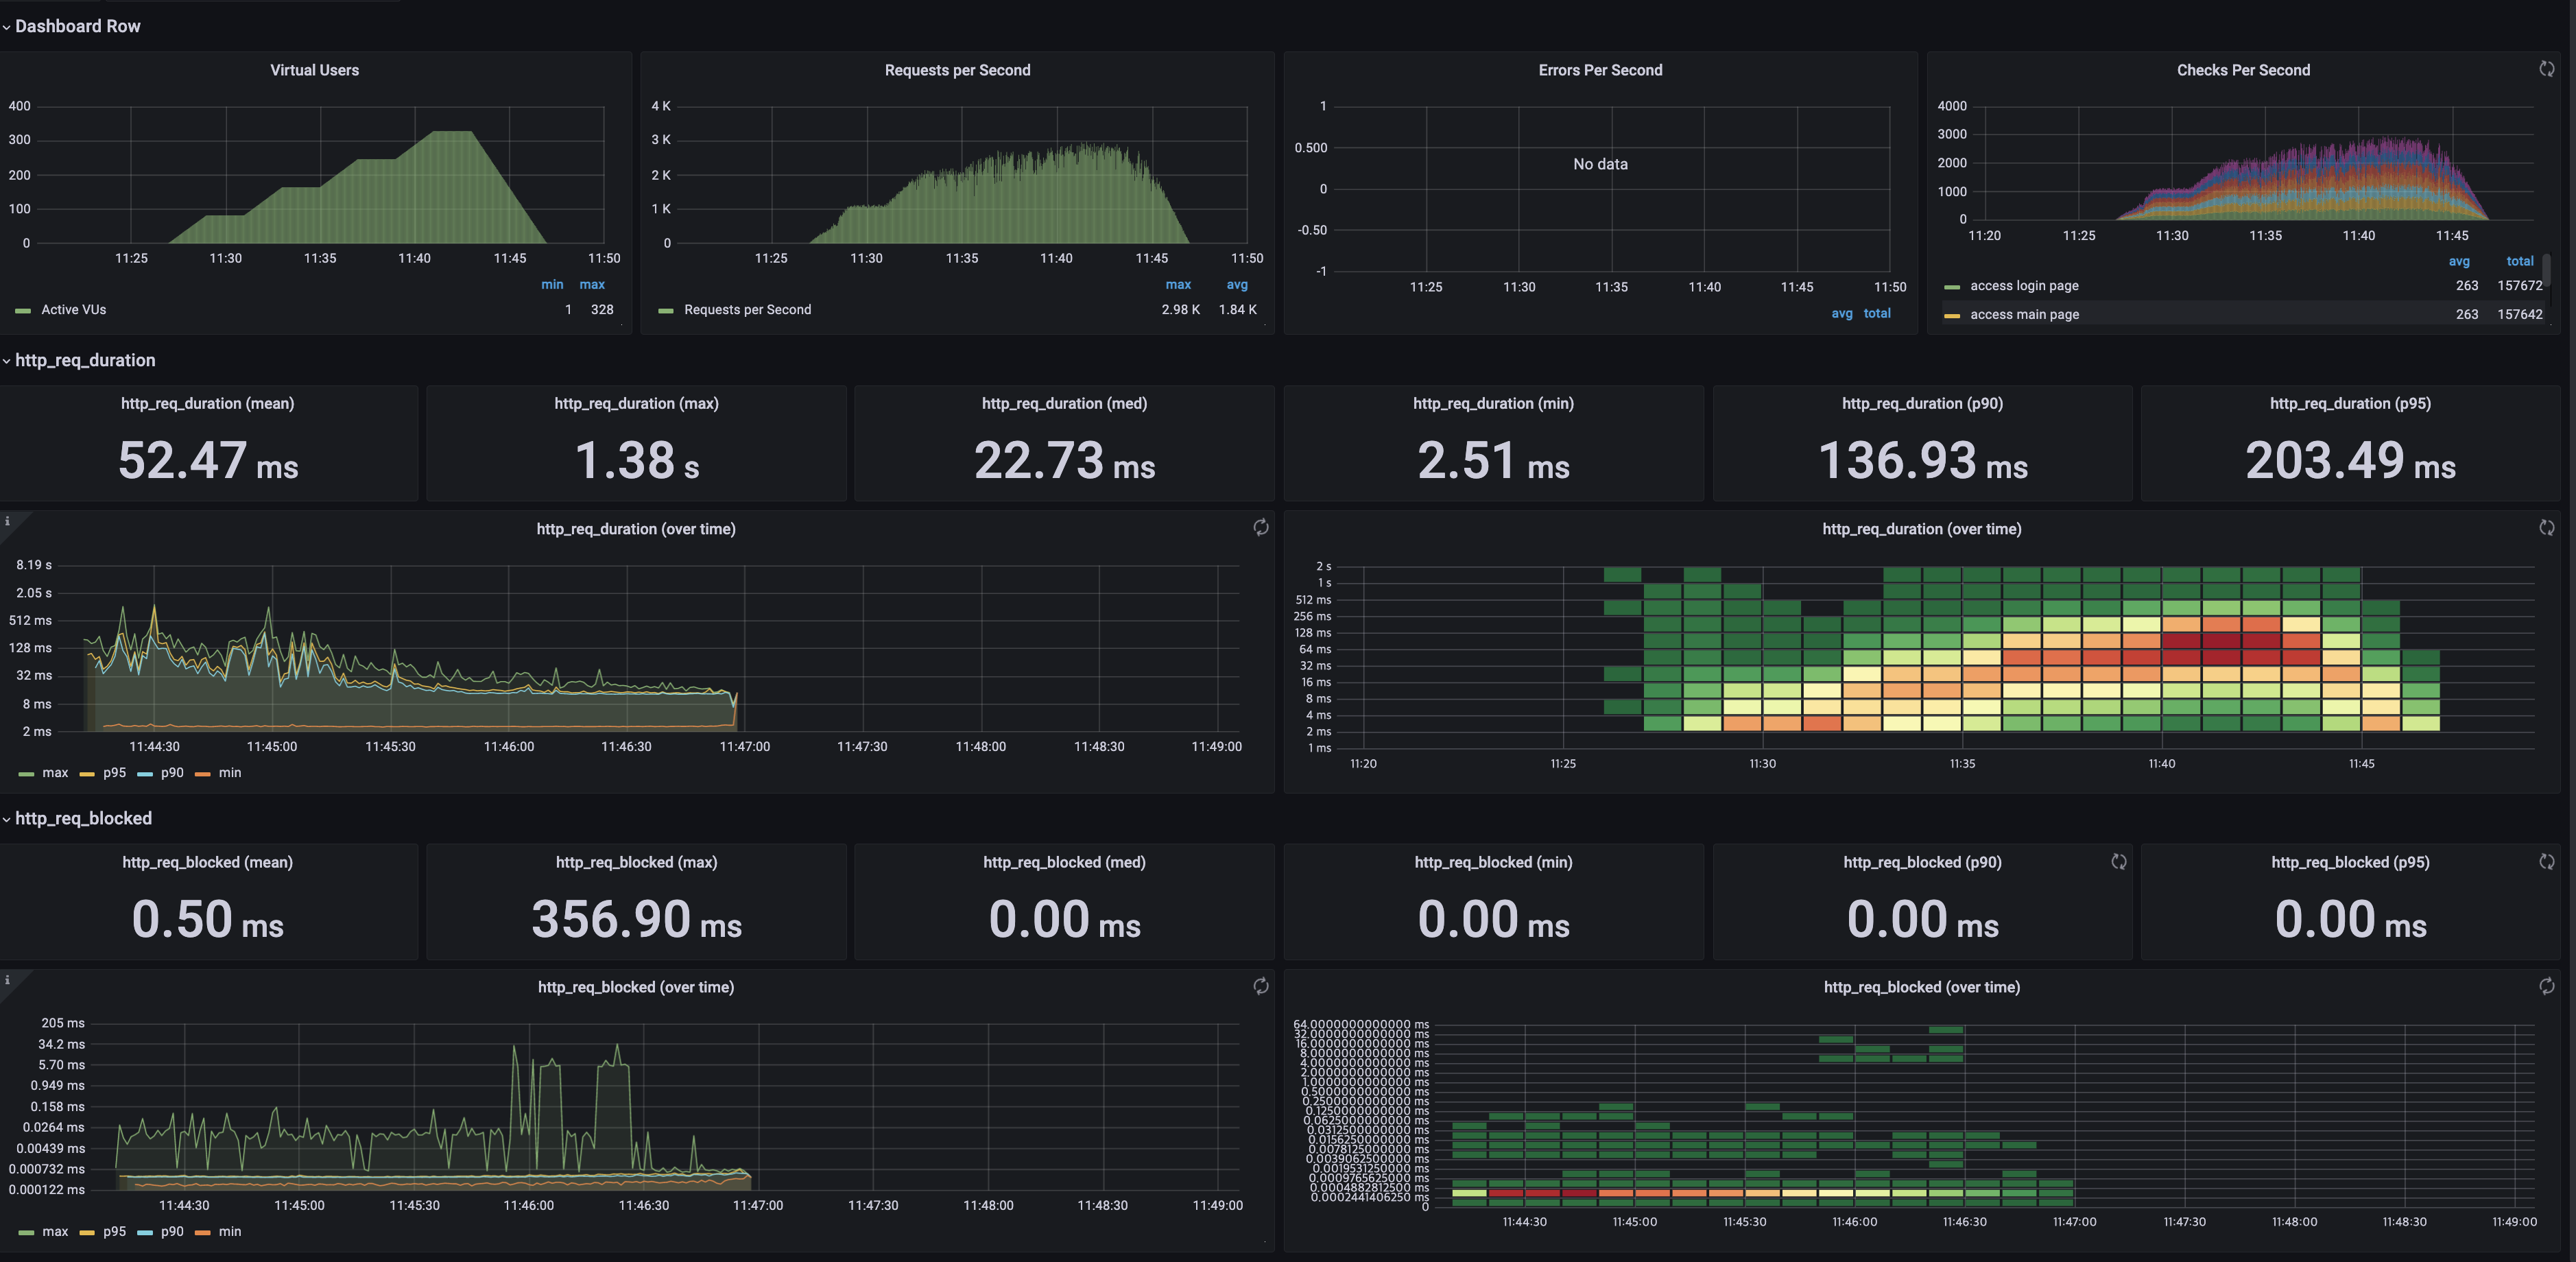 Dashboard Row
Virtual Users
400
300
200
100
0
11:25 11:30 11:35 11:40 11:45 11:50
min max
Active VUs 1 328
Requests per Second
4 K
3 K
2 K
1 K
0
11:25 11:30 11:35 11:40 11:45 11:50
max avg
Requests per Second 2.98 K 1.84 K
Errors Per Second
1
0.500
0
-0.50
-1
No data
11:25 11:30 11:35 11:40 11:45 11:50
avg total
Checks Per Second
4000
3000
2000
1000
0
11:20 11:25 11:30 11:35 11:40 11:45
avg total
access login page 263 157672
access main page 263 157642
http_req_duration
http_req_duration (mean)
52.47 ms
http_req_duration (max)
1.38 s
http_req_duration (med)
22.73 ms
http_req_duration (min)
2.51 ms
http_req_duration (p90)
136.93 ms
http_req_duration (p95)
203.49 ms
i
http_req_duration (over time)
8.19 s
2.05 s
512 ms
128 ms
32 ms
8 ms
2 ms
11:44:30 11:45:00 11:45:30 11:46:00 11:46:30 11:47:00 11:47:30 11:48:00 11:48:30 11:49:00
max p95 p90 min
http_req_duration (over time)
2 s
1 s
512 ms
256 ms
128 ms
64 ms
32 ms
16 ms
8 ms
4 ms
2 ms
1 ms
11:20 11:25 11:30 11:35 11:40 11:45
http_req_blocked
http_req_blocked (mean)
0.50 ms
http_req_blocked (max)
356.90 ms
http_req_blocked (med)
0.00 ms
http_req_blocked (min)
0.00 ms
http_req_blocked (p90)
0.00 ms
http_req_blocked (p95)
0.00 ms
i
http_req_blocked (over time)
205 ms
34.2 ms
5.70 ms
0.949 ms
0.158 ms
0.0264 ms
0.00439 ms
0.000732 ms
0.000122 ms
11:44:30 11:45:00 11:45:30 11:46:00 11:46:30 11:47:00 11:47:30 11:48:00 11:48:30 11:49:00
max p95 p90 min
http_req_blocked (over time)
64.0000000000000 ms
32.0000000000000 ms
16.0000000000000 ms
8.0000000000000 ms
4.0000000000000 ms
2.0000000000000 ms
1.0000000000000 ms
0.5000000000000 ms
0.2500000000000 ms
0.1250000000000 ms
0.0625000000000 ms
0.0312500000000 ms
0.0156250000000 ms
0.0078125000000 ms
0.0039062500000 ms
0.0019531250000 ms
0.0009765625000 ms
0.0004882812500 ms
0.0002441406250 ms
0
11:44:30 11:45:00 11:45:30 11:46:00 11:46:30 11:47:00 11:47:30 11:48:00 11:48:30 11:49:00